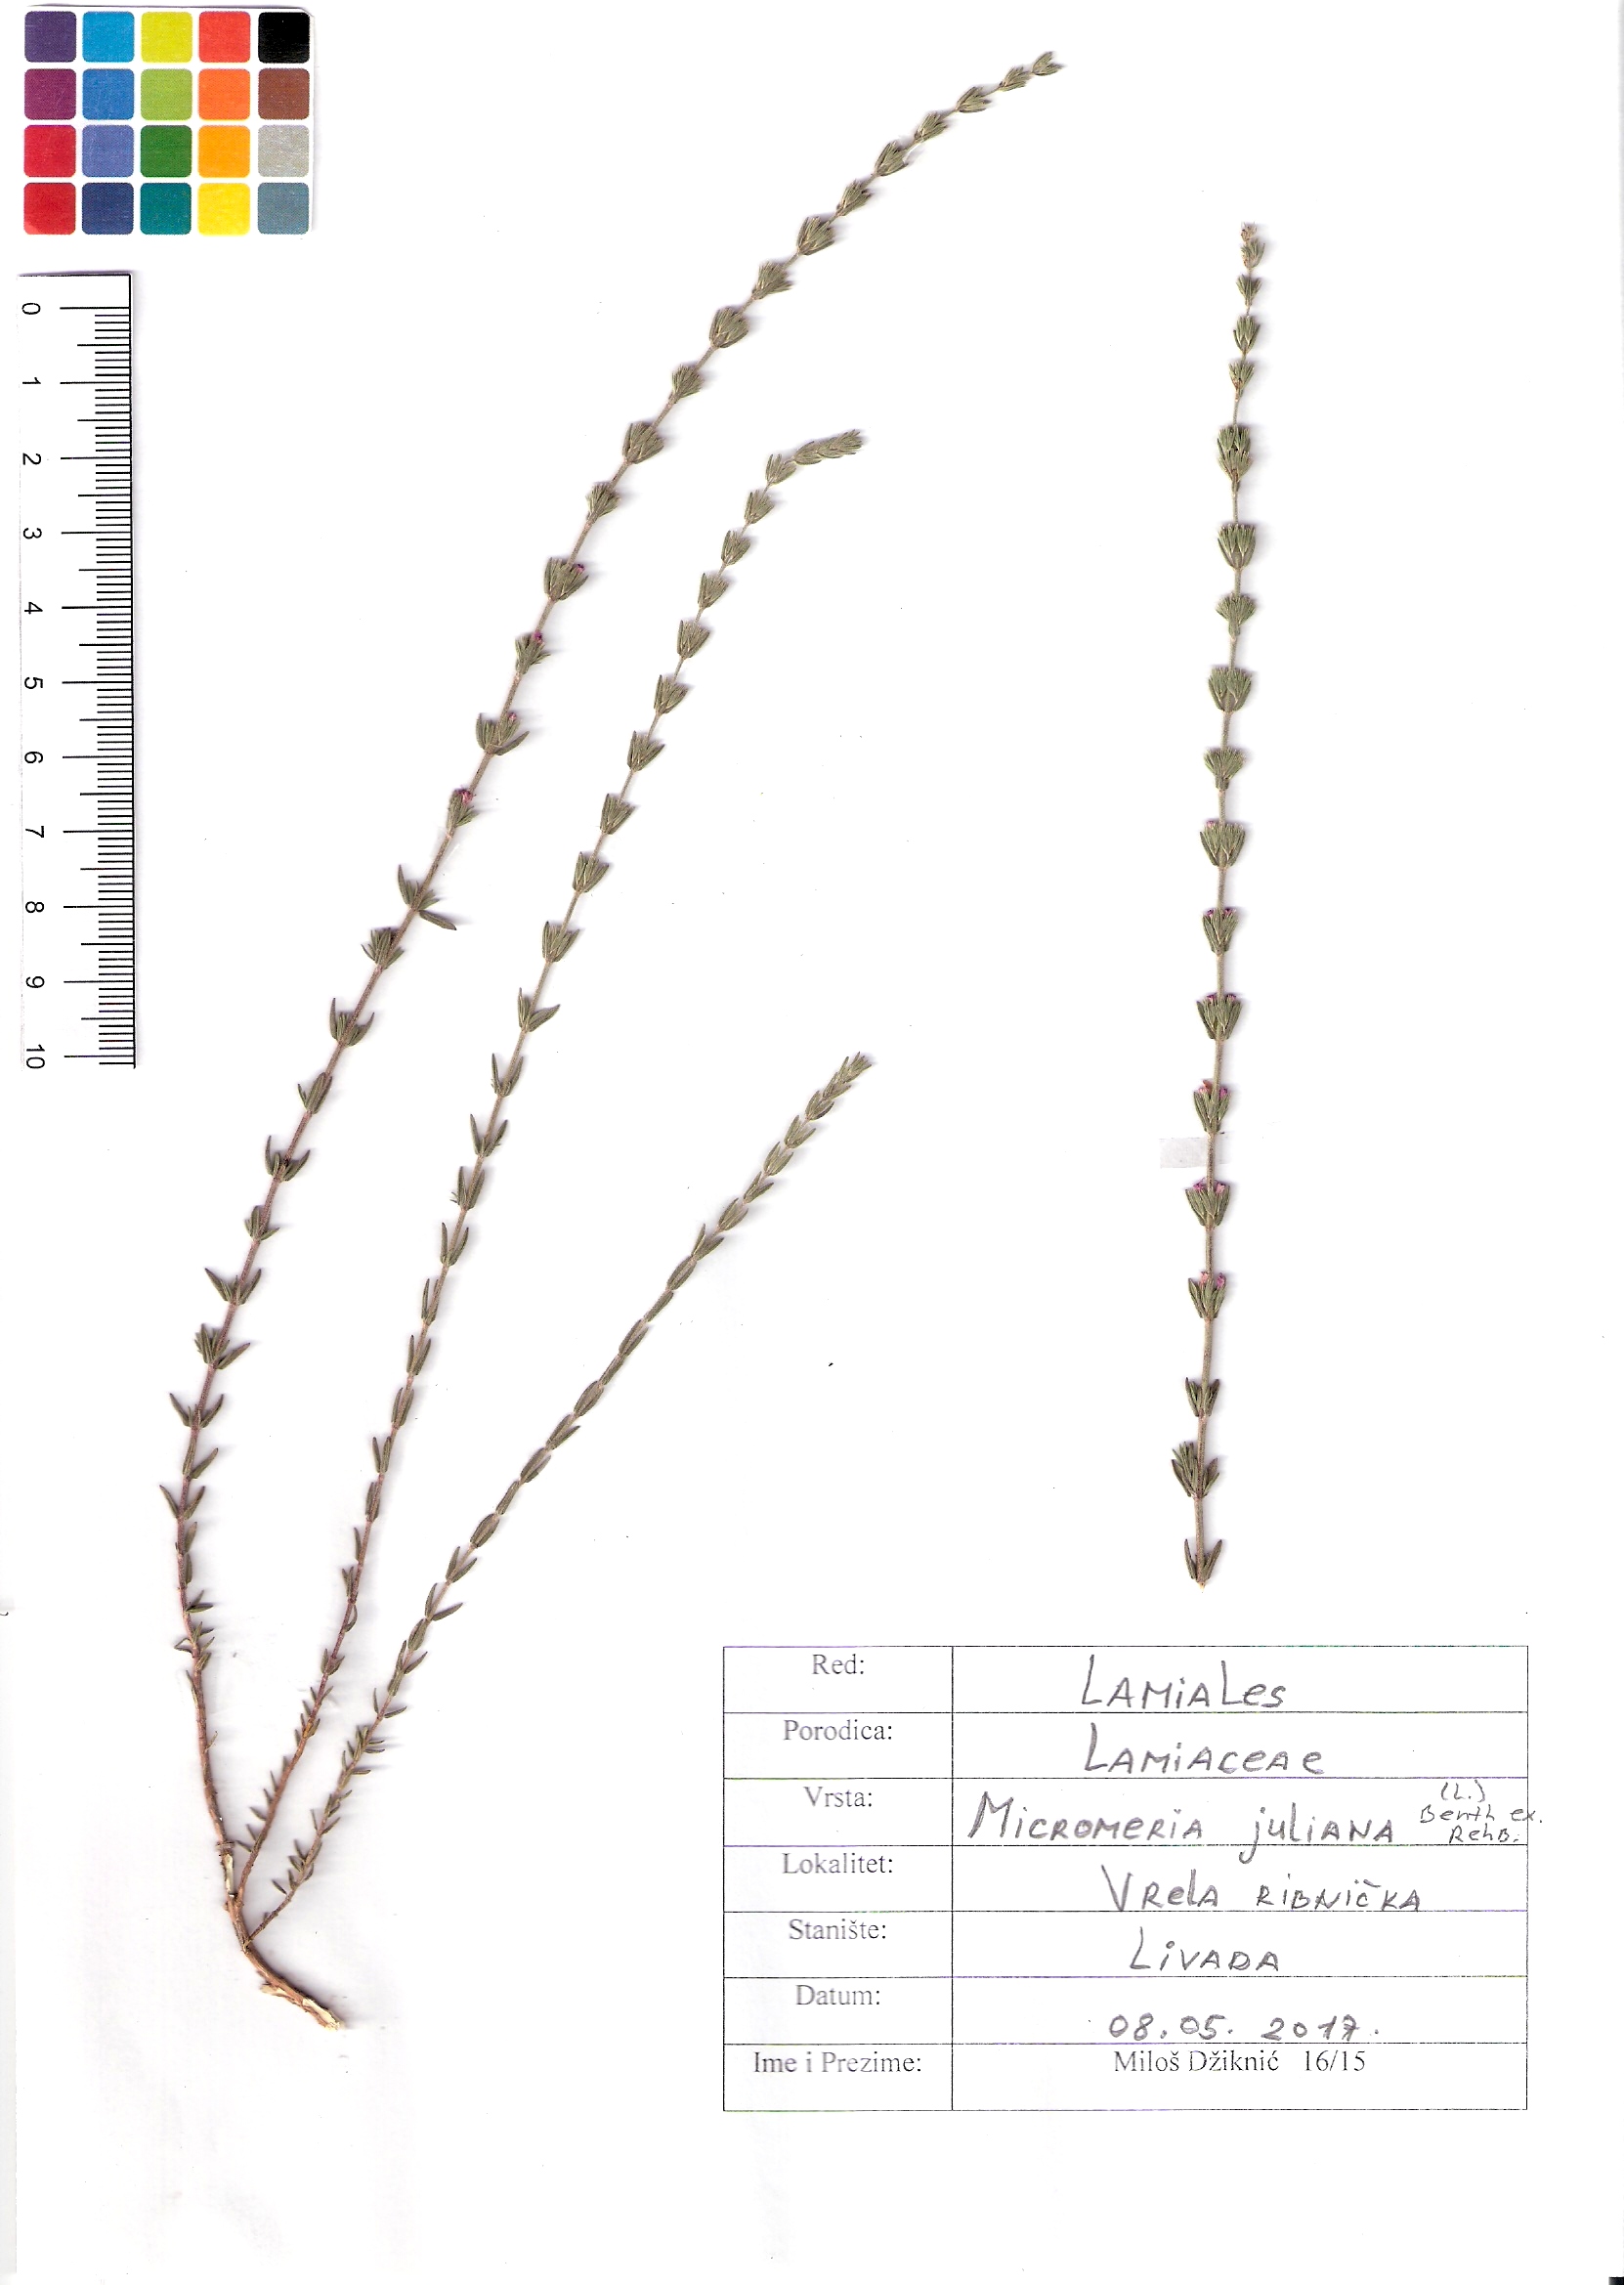 0
1
2
3
4
5
6
7
8
9
10
Red: LAMIALES
Porodica: LAMIACEAE
Vrsta: MICROMERIA JULIANA (L.) Benth ex. Rchb.
Lokalitet: VRELA RIBNIČKA
Stanište: LIVADA
Datum: 08.05. 2017.
Ime i Prezime: Miloš Džiknić 16/15